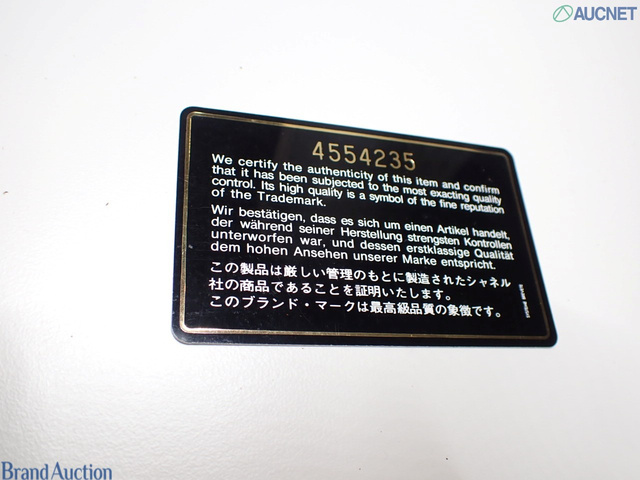 AUCNET
4554235
We certify the authenticity of this item and confirm
that it has been subjected to the most exacting quality
control. Its high quality is a symbol of the fine reputation
of the Trademark.
Wir bestätigen, dass es sich um einen Artikel handelt,
der während seiner Herstellung strengsten Kontrollen
unterworfen war, und dessen erstklassige Qualität
dem hohen Ansehen unserer Marke entspricht.
この製品は厳しい管理のもとに製造されたシャネル
社の商品であることを証明いたします。
このブランド・マークは最高級品質の象徴です。
Brand Auction